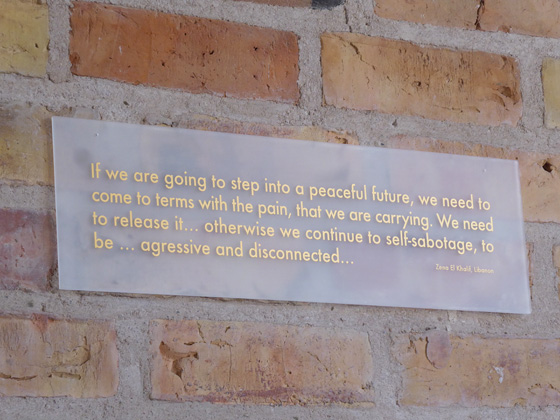 If we are going to step into a peaceful future, we need to
come to terms with the pain, that we are carrying. We need
to release it... otherwise we continue to self-sabotage, to
be ... agressive and disconnected...
Zena El Khalil, Libanon